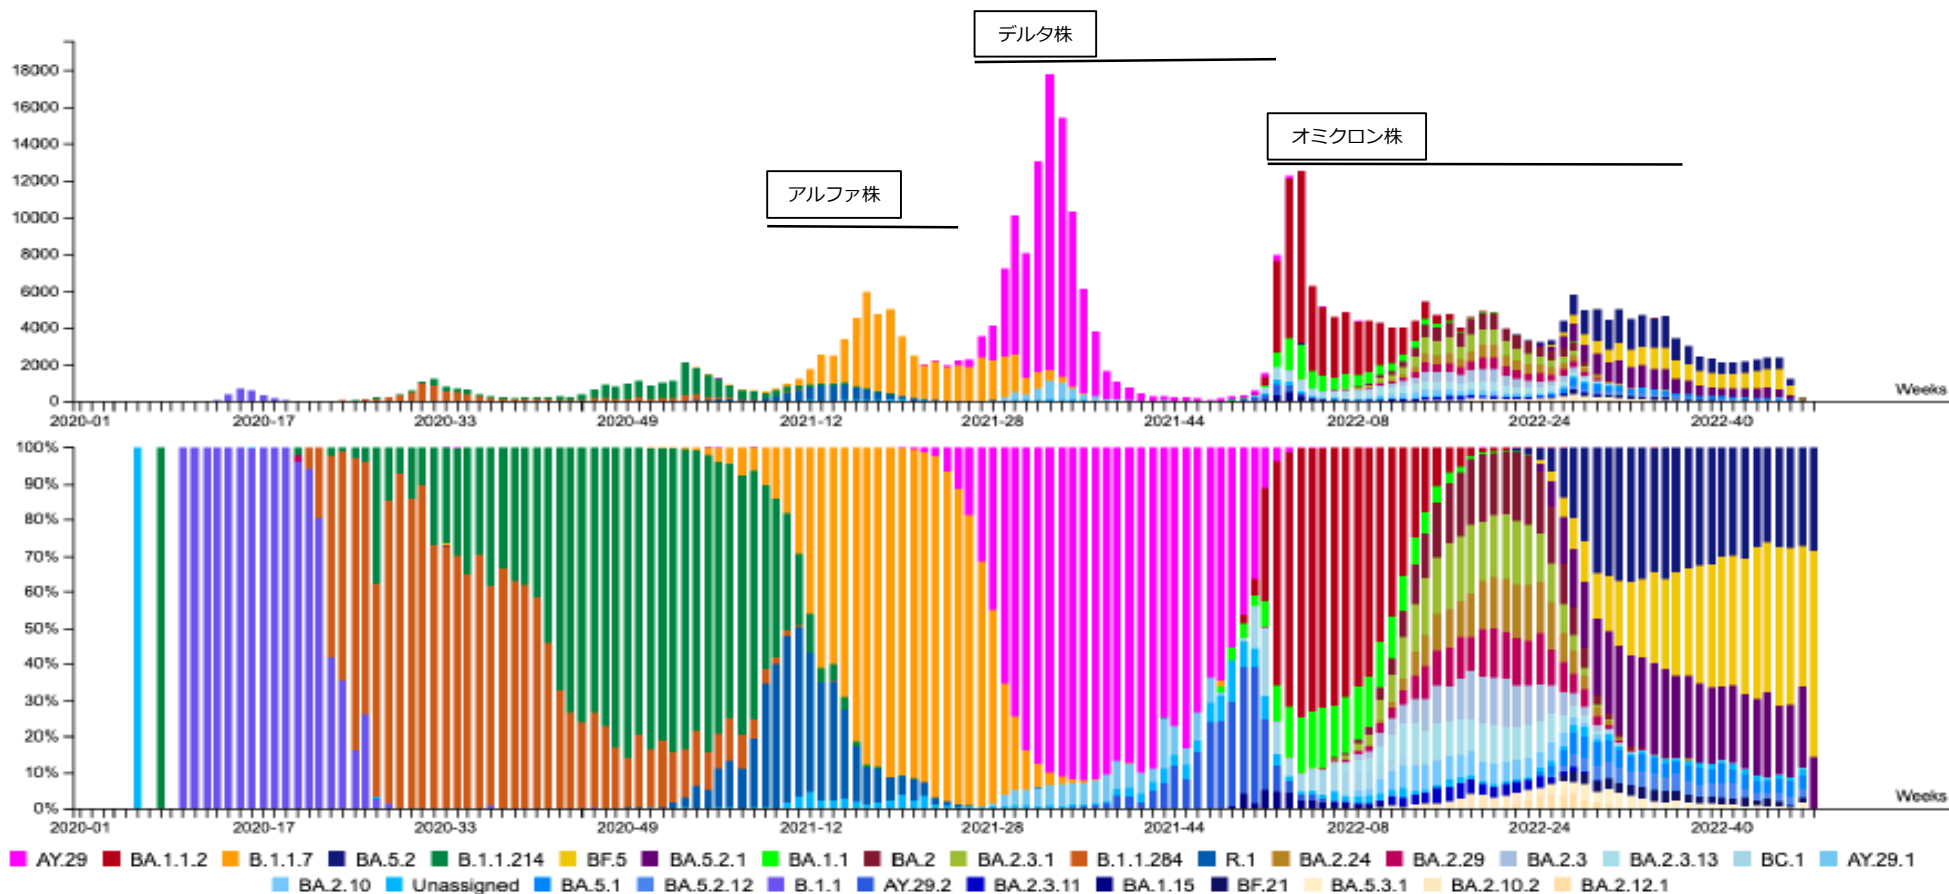 デルタ株
オミクロン株
アルファ株
18000
16000
14000
12000
10000
8000
6000
4000
2000
0
Weeks
2020-01 2020-17 2020-33 2020-49 2021-12 2021-28 2021-44 2022-08 2022-24 2022-40
100%
90%
80%
70%
60%
50%
40%
30%
20%
10%
0%
Weeks
2020-01 2020-17 2020-33 2020-49 2021-12 2021-28 2021-44 2022-08 2022-24 2022-40
AY.29 BA.1.1.2 B.1.1.7 BA.5.2 B.1.1.214 BF.5 BA.5.2.1 BA.1.1 BA.2 BA.2.3.1 B.1.1.284 R.1 BA.2.24 BA.2.29 BA.2.3 BA.2.3.13 BC.1 AY.29.1
BA.2.10 Unassigned BA.5.1 BA.5.2.12 B.1.1 AY.29.2 BA.2.3.11 BA.1.15 BF.21 BA.5.3.1 BA.2.10.2 BA.2.12.1